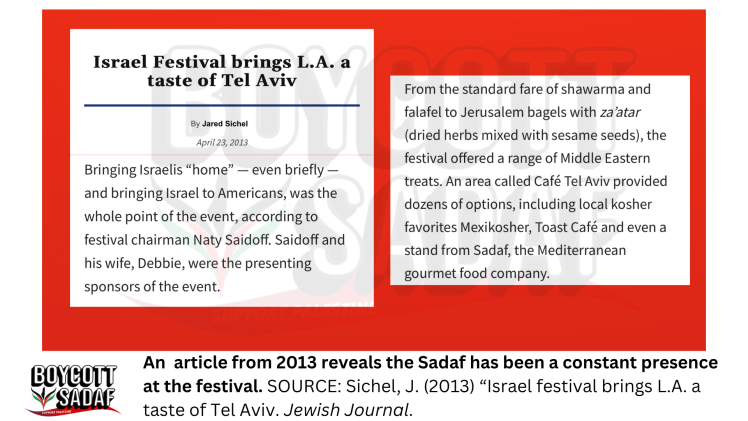 Israel Festival brings L.A. a
taste of Tel Aviv
By Jared Sichel
April 23, 2013
Bringing Israelis “home” — even briefly —
and bringing Israel to Americans, was the
whole point of the event, according to
festival chairman Naty Saidoff. Saidoff and
his wife, Debbie, were the presenting
sponsors of the event.
From the standard fare of shawarma and
falafel to Jerusalem bagels with za’atar
(dried herbs mixed with sesame seeds), the
festival offered a range of Middle Eastern
treats. An area called Café Tel Aviv provided
dozens of options, including local kosher
favorites Mexikosher, Toast Café and even a
stand from Sadaf, the Mediterranean
gourmet food company.
BOYCOTT
SADAF
SUPPORT PALESTINE
BOYCOTT
SADAF
SUPPORT PALESTINE
An article from 2013 reveals the Sadaf has been a constant presence
at the festival. SOURCE: Sichel, J. (2013) “Israel festival brings L.A. a
taste of Tel Aviv. Jewish Journal.